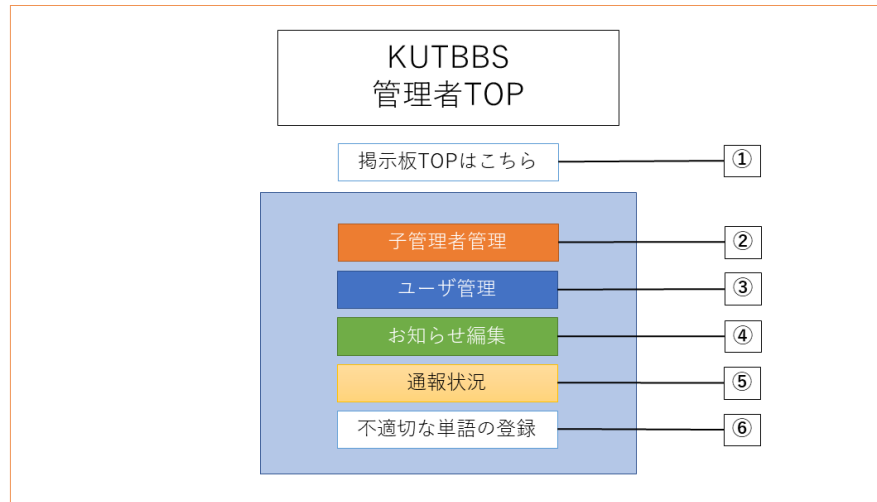 KUTBBS
管理者TOP
掲示板TOPはこちら
①
子管理者管理
②
ユーザ管理
③
お知らせ編集
④
通報状況
⑤
不適切な単語の登録
⑥